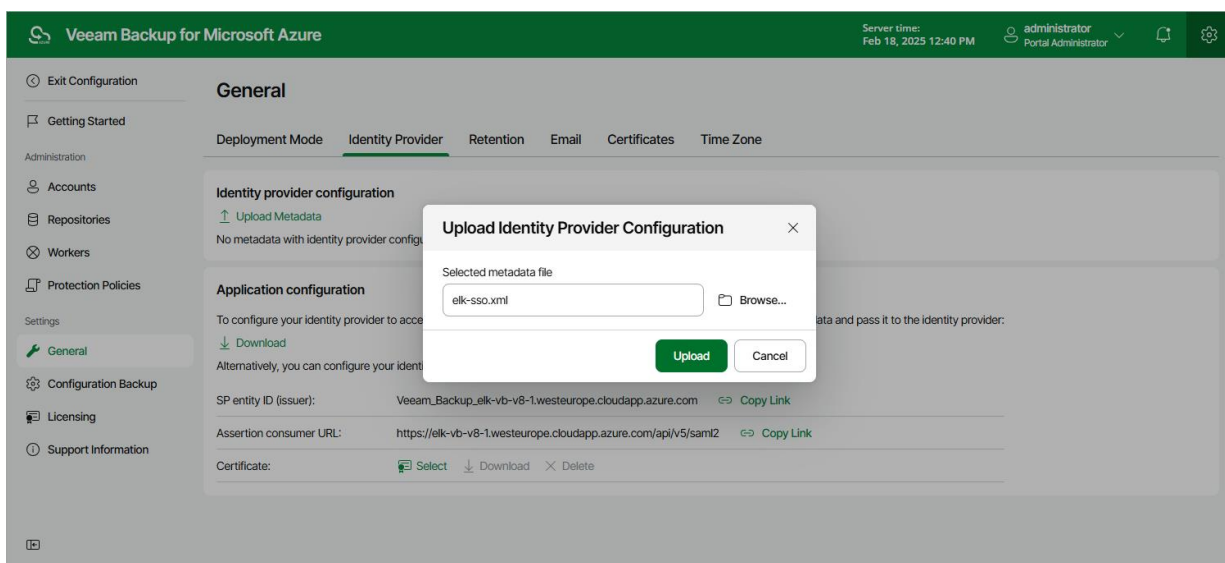 Veeam Backup for Microsoft Azure
Server time:
Feb 18, 2025 12:40 PM
administrator
Portal Administrator
Exit Configuration
Getting Started
Administration
Accounts
Repositories
Workers
Protection Policies
Settings
General
Configuration Backup
Licensing
Support Information
General
Deployment Mode Identity Provider Retention Email Certificates Time Zone
Identity provider configuration
Upload Metadata
No metadata with identity provider configu
Application configuration
To configure your identity provider to acce
ata and pass it to the identity provider:
Download
Alternatively, you can configure your identi
SP entity ID (issuer): Veeam_Backup_elk-vb-v8-1.westeurope.cloudapp.azure.com Copy Link
Assertion consumer URL: https://elk-vb-v8-1.westeurope.cloudapp.azure.com/api/v5/saml2 Copy Link
Certificate: Select Download Delete
Upload Identity Provider Configuration
Selected metadata file
elk-sso.xml Browse...
Upload Cancel